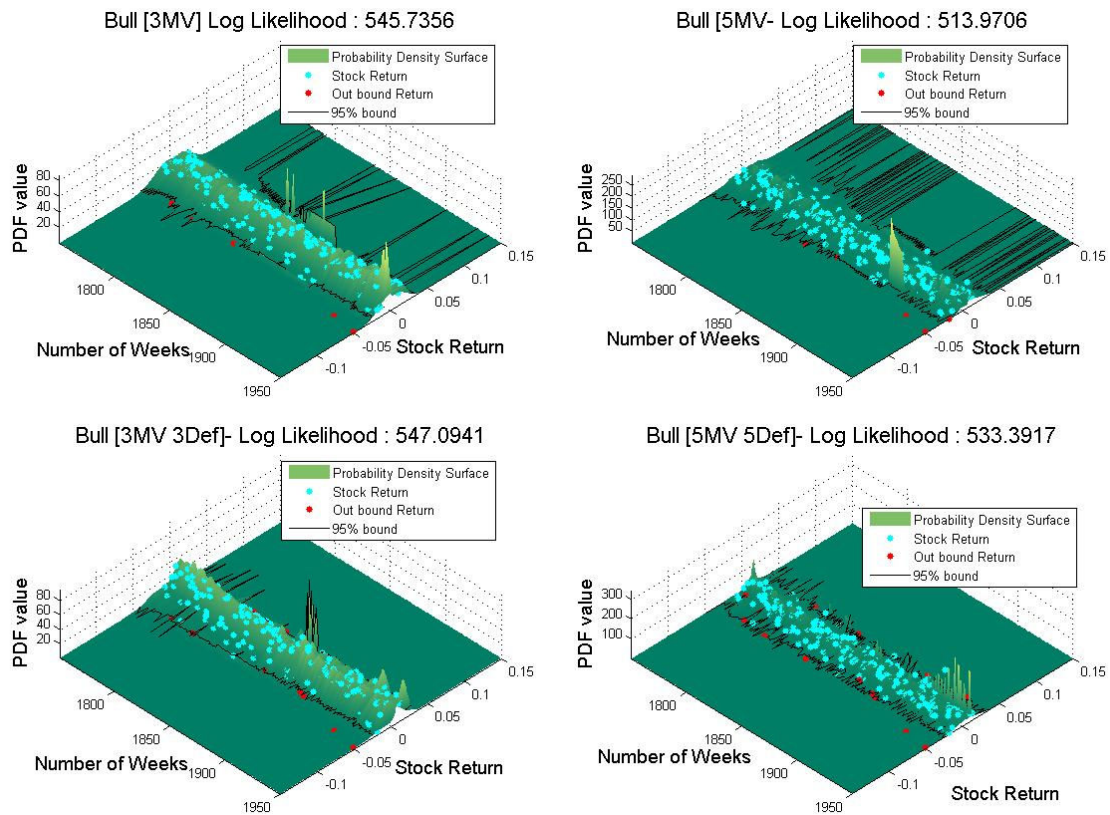 Bull [3MV] Log Likelihood : 545.7356
Probability Density Surface
Stock Return
Out bound Return
95% bound
PDF value
80
60
40
20
1800
1850
1900
1950
Number of Weeks
0.15
0.1
0.05
0
-0.05
-0.1
Stock Return
Bull [5MV- Log Likelihood : 513.9706
Probability Density Surface
Stock Return
Out bound Return
95% bound
PDF value
250
200
150
100
50
1800
1850
1900
1950
Number of Weeks
0.15
0.1
0.05
0
-0.05
-0.1
Stock Return
Bull [3MV 3Def]- Log Likelihood : 547.0941
Probability Density Surface
Stock Return
Out bound Return
95% bound
PDF value
80
60
40
20
1800
1850
1900
1950
Number of Weeks
0.15
0.1
0.05
0
-0.05
-0.1
Stock Return
Bull [5MV 5Def]- Log Likelihood : 533.3917
Probability Density Surface
Stock Return
Out bound Return
95% bound
PDF value
300
200
100
1800
1850
1900
1950
Number of Weeks
0.15
0.1
0.05
0
-0.05
-0.1
Stock Return